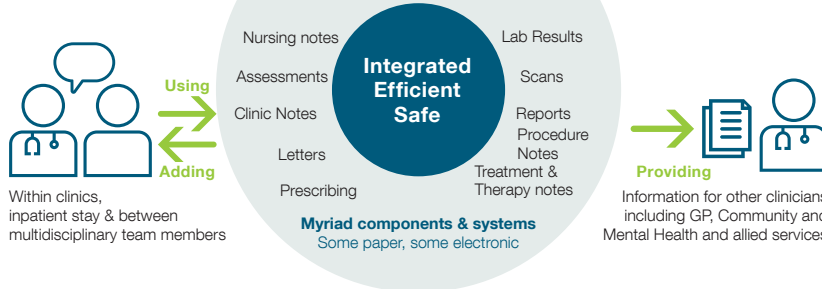 Using
Adding
Within clinics,
inpatient stay & between
multidisciplinary team members
Nursing notes
Assessments
Clinic Notes
Letters
Prescribing
Integrated
Efficient
Safe
Lab Results
Scans
Reports
Procedure
Notes
Treatment &
Therapy notes
Myriad components & systems
Some paper, some electronic
Providing
Information for other clinicians
including GP, Community and
Mental Health and allied services